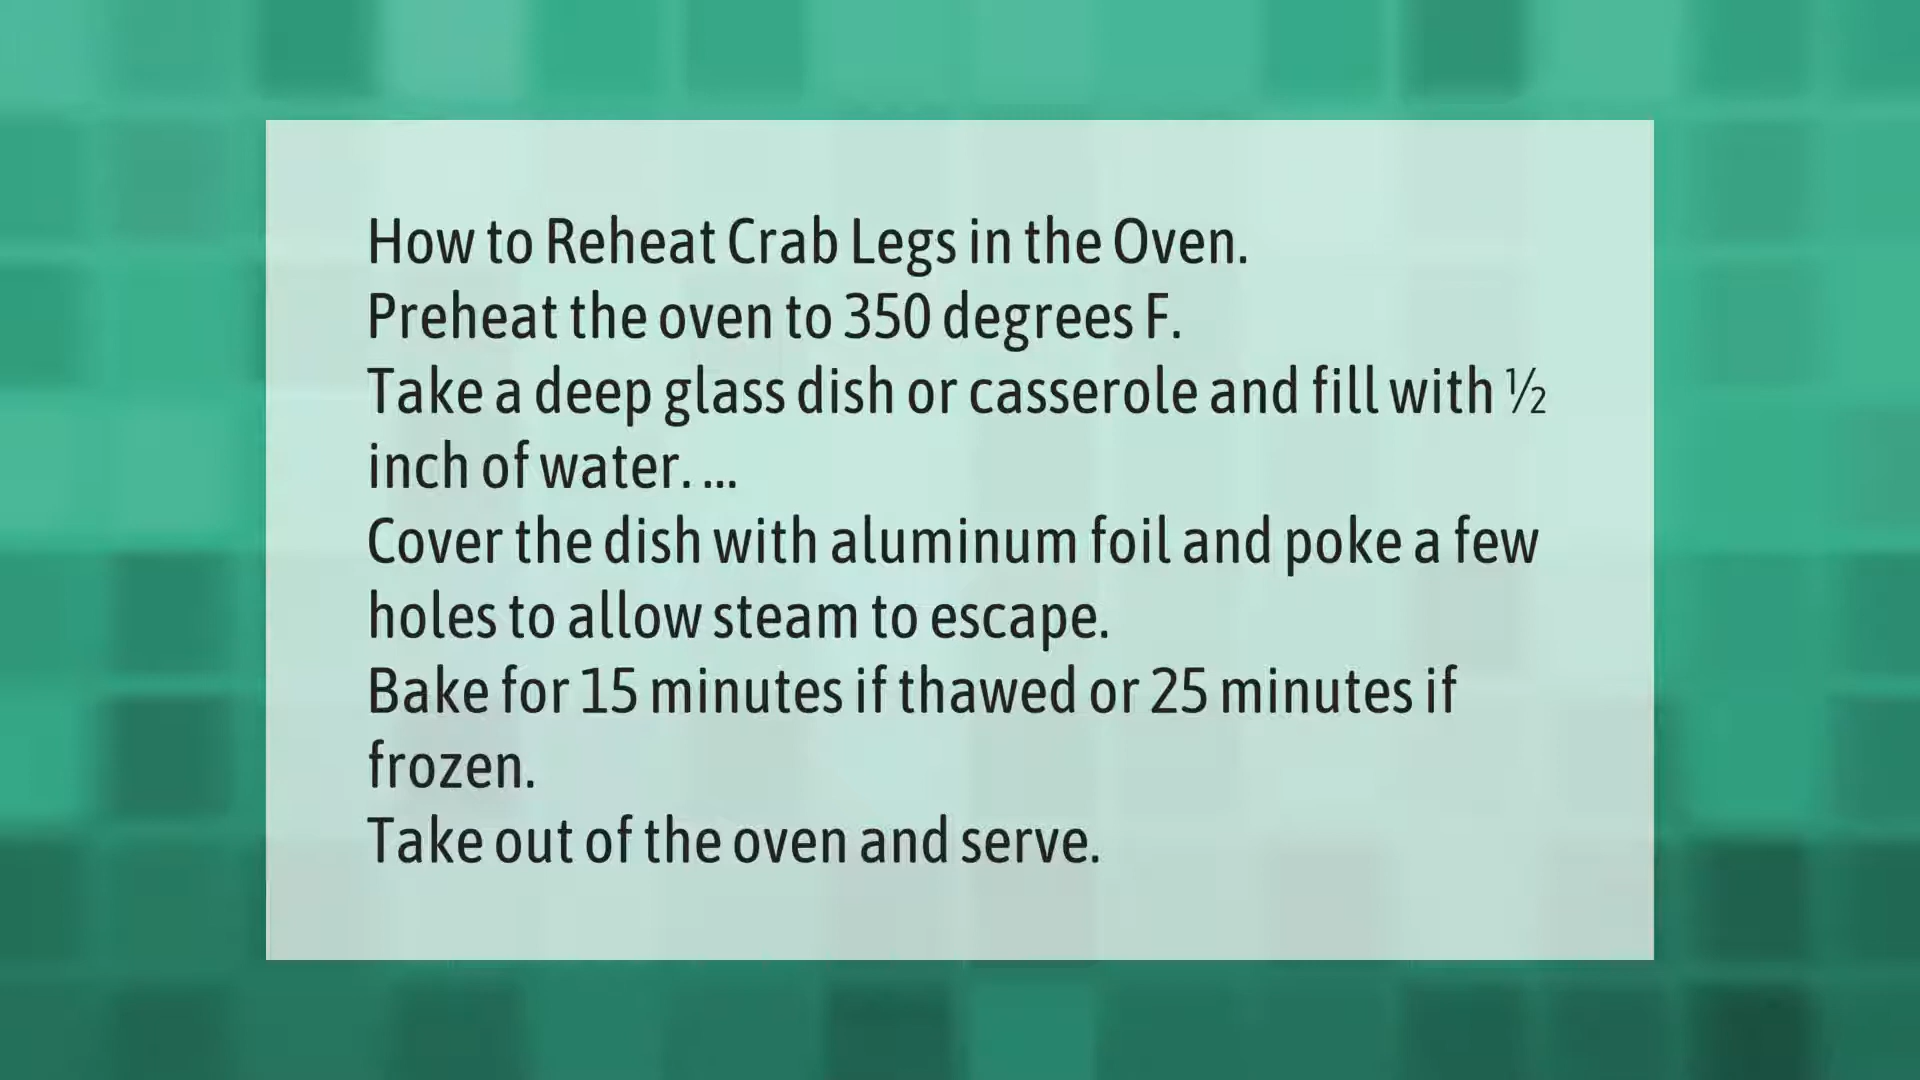 How to Reheat Crab Legs in the Oven.
Preheat the oven to 350 degrees F.
Take a deep glass dish or casserole and fill with ½
inch of water. ...
Cover the dish with aluminum foil and poke a few
holes to allow steam to escape.
Bake for 15 minutes if thawed or 25 minutes if
frozen.
Take out of the oven and serve.